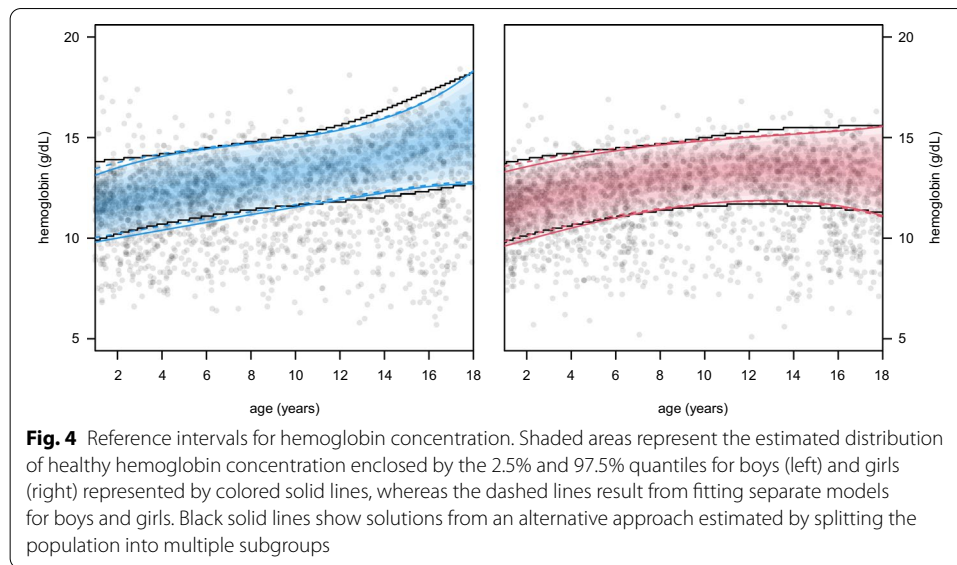 20
15
10
5
hemoglobin (g/dL)
2 4 6 8 10 12 14 16 18
age (years)
2 4 6 8 10 12 14 16 18
age (years)
20
15
10
5
hemoglobin (g/dL)
Fig. 4 Reference intervals for hemoglobin concentration. Shaded areas represent the estimated distribution
of healthy hemoglobin concentration enclosed by the 2.5% and 97.5% quantiles for boys (left) and girls
(right) represented by colored solid lines, whereas the dashed lines result from fitting separate models
for boys and girls. Black solid lines show solutions from an alternative approach estimated by splitting the
population into multiple subgroups